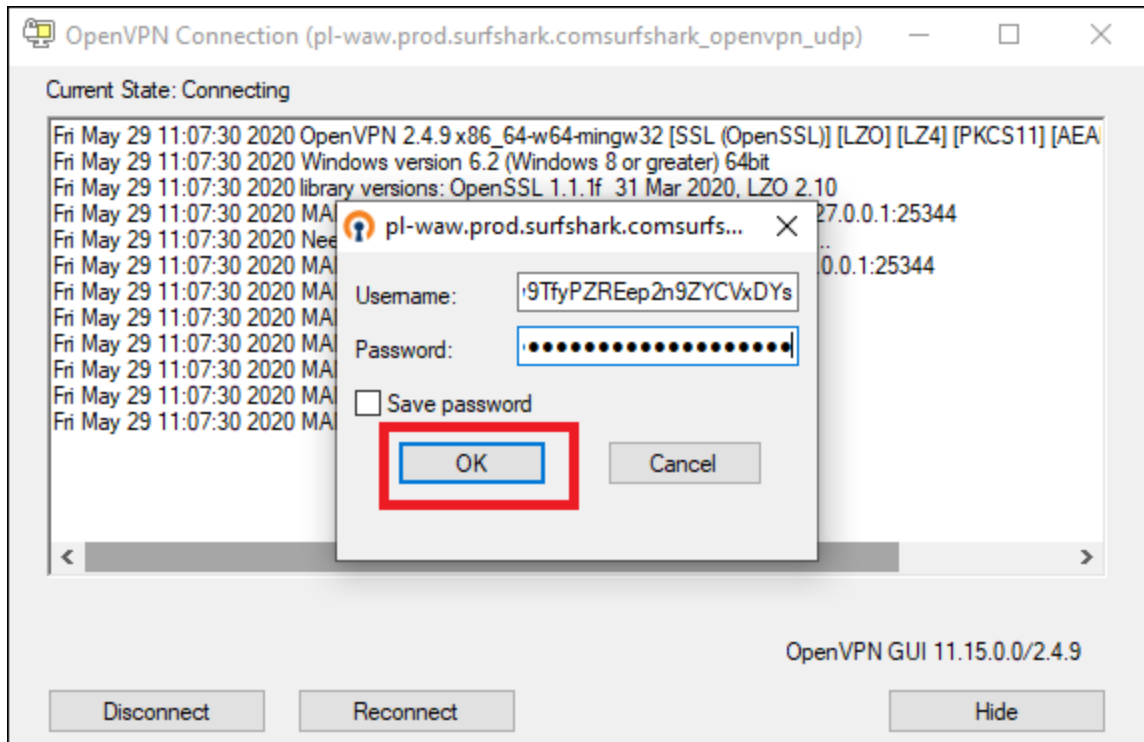 OpenVPN Connection (pl-waw.prod.surfshark.comsurfshark_openvpn_udp)
Current State: Connecting
Fri May 29 11:07:30 2020 OpenVPN 2.4.9 x86_64-w64-mingw32 [SSL (OpenSSL)] [LZO] [LZ4] [PKCS11] [AEA
Fri May 29 11:07:30 2020 Windows version 6.2 (Windows 8 or greater) 64bit
Fri May 29 11:07:30 2020 library versions: OpenSSL 1.1.1f 31 Mar 2020, LZO 2.10
Fri May 29 11:07:30 2020 MA 27.0.0.1:25344
Fri May 29 11:07:30 2020 Nee ..
Fri May 29 11:07:30 2020 MA .0.0.1:25344
Fri May 29 11:07:30 2020 MA
Fri May 29 11:07:30 2020 MA
Fri May 29 11:07:30 2020 MA
Fri May 29 11:07:30 2020 MA
Fri May 29 11:07:30 2020 MA
Fri May 29 11:07:30 2020 MA
pl-waw.prod.surfshark.comsurfs...
Username: 9TfyPZREep2n9ZYCVxDYs
Password:
Save password
OK Cancel
OpenVPN GUI 11.15.0.0/2.4.9
Disconnect Reconnect Hide